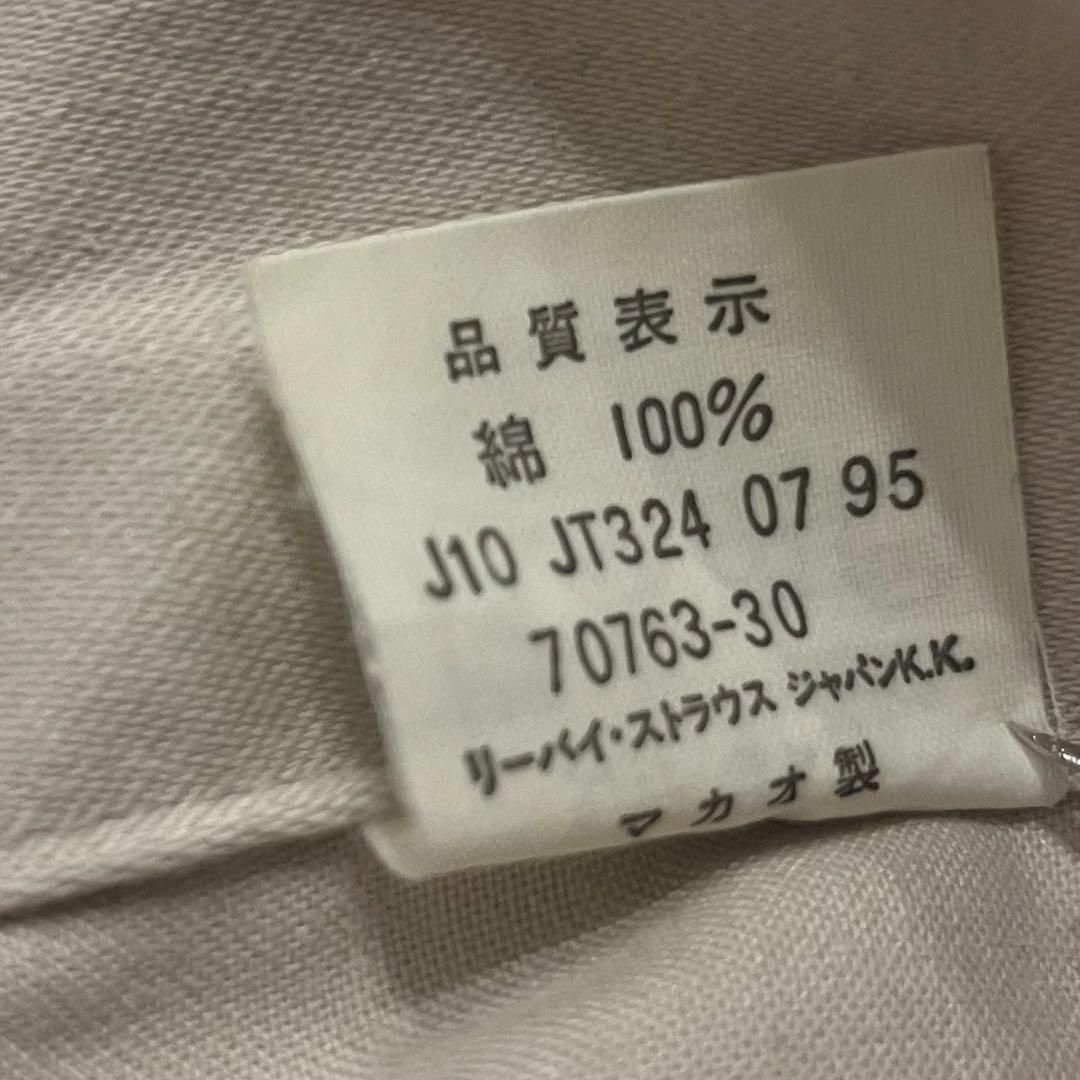 品質表示
綿 100%
J10 JT324 07 95
70763-30
リーバイ・ストラウス ジャパンK.K.
マカオ製